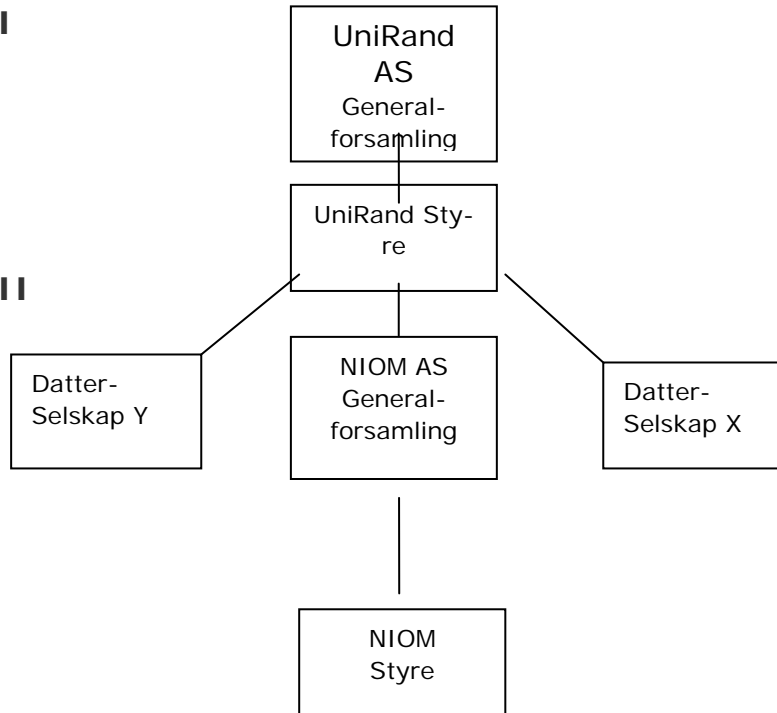 I
UniRand
AS
General-
forsamling
UniRand Sty-
re
II
Datter-
Selskap Y
NIOM AS
General-
forsamling
Datter-
Selskap X
NIOM
Styre